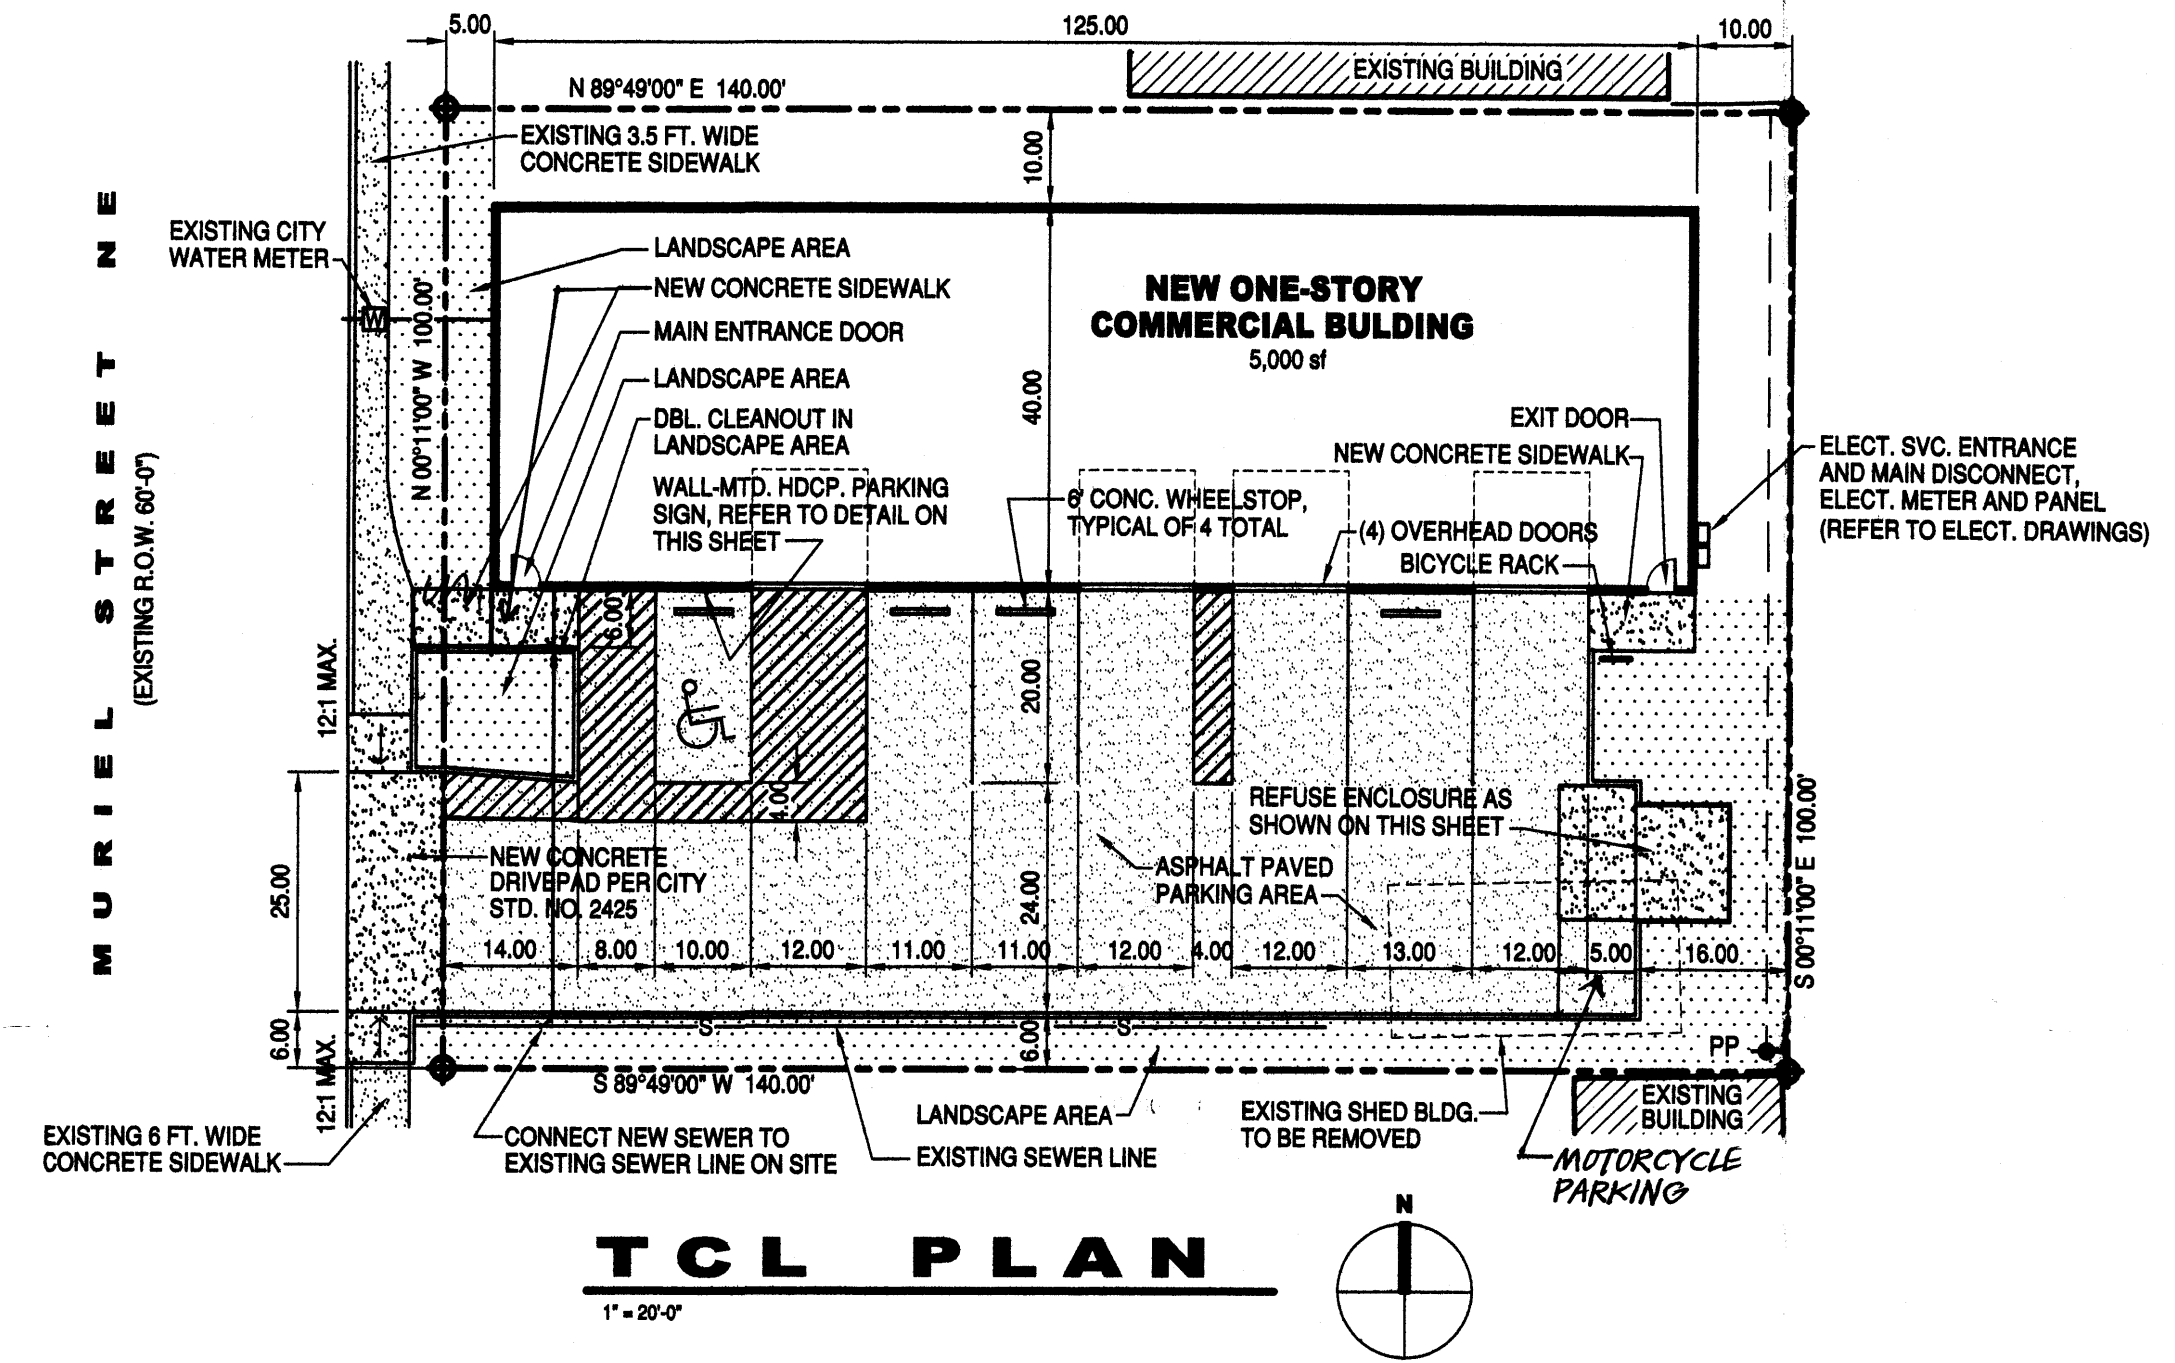 5.00
125.00
10.00
EXISTING BUILDING
N 89°49'00" E 140.00'
EXISTING 3.5 FT. WIDE
CONCRETE SIDEWALK
10.00
MURIEL STREET NE
(EXISTING R.O.W. 60'-0")
EXISTING CITY
WATER METER
W
N 00°11'00" W 100.00'
LANDSCAPE AREA
NEW CONCRETE SIDEWALK
MAIN ENTRANCE DOOR
LANDSCAPE AREA
DBL. CLEANOUT IN
LANDSCAPE AREA
WALL-MTD. HDCP. PARKING
SIGN, REFER TO DETAIL ON
THIS SHEET
NEW ONE-STORY
COMMERCIAL BULDING
5,000 sf
40.00
6' CONC. WHEELSTOP,
TYPICAL OF 4 TOTAL
EXIT DOOR
NEW CONCRETE SIDEWALK
(4) OVERHEAD DOORS
BICYCLE RACK
ELECT. SVC. ENTRANCE
AND MAIN DISCONNECT,
ELECT. METER AND PANEL
(REFER TO ELECT. DRAWINGS)
12:1 MAX.
6.00
20.00
4.00
REFUSE ENCLOSURE AS
SHOWN ON THIS SHEET
S 00°11'00" E 100.00'
25.00
NEW CONCRETE
DRIVEPAD PER CITY
STD. NO. 2425
24.00
ASPHALT PAVED
PARKING AREA
14.00
8.00
10.00
12.00
11.00
11.00
12.00
4.00
12.00
13.00
12.00
5.00
16.00
6.00
12:1 MAX.
S
S
6.00
PP
S 89°49'00" W 140.00'
EXISTING 6 FT. WIDE
CONCRETE SIDEWALK
CONNECT NEW SEWER TO
EXISTING SEWER LINE ON SITE
LANDSCAPE AREA
EXISTING SEWER LINE
EXISTING SHED BLDG.
TO BE REMOVED
EXISTING
BUILDING
MOTORCYCLE
PARKING
TCL PLAN
1" = 20'-0"
N